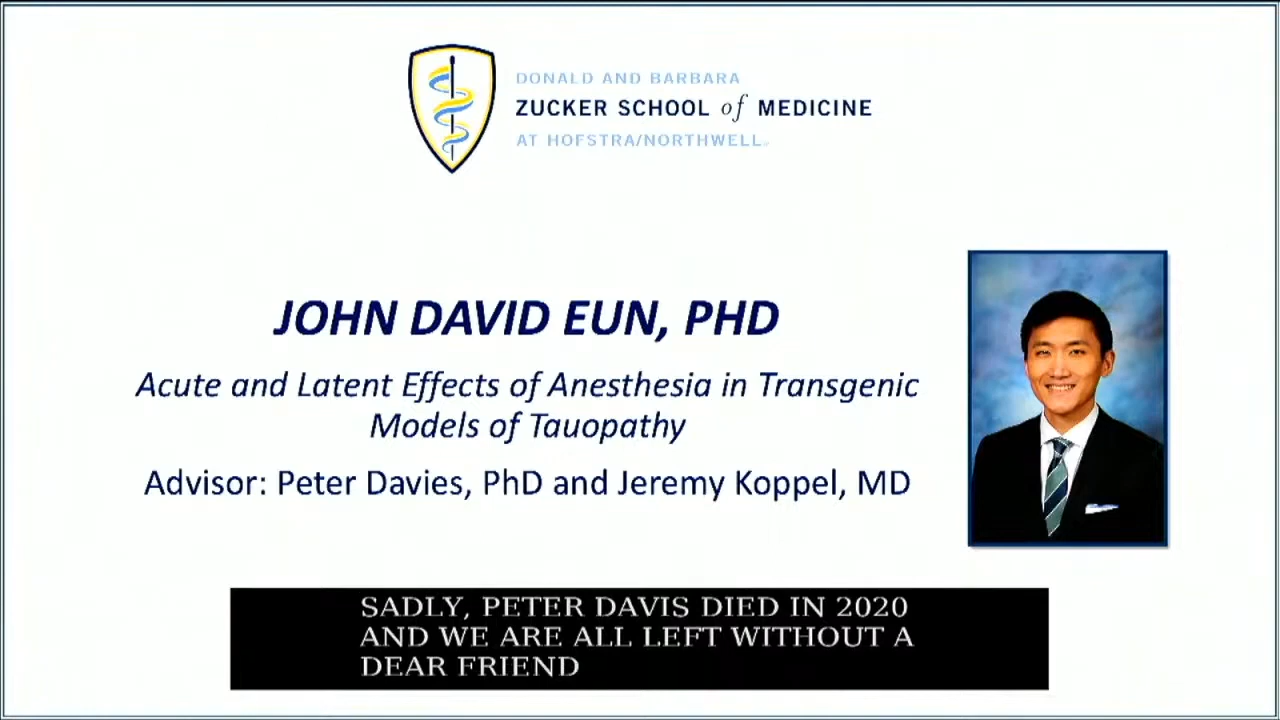 DONALD AND BARBARA
ZUCKER SCHOOL of MEDICINE
AT HOFSTRA/NORTHWELL
JOHN DAVID EUN, PHD
Acute and Latent Effects of Anesthesia in Transgenic
Models of Tauopathy
Advisor: Peter Davies, PhD and Jeremy Koppel, MD
SADLY, PETER DAVIS DIED IN 2020
AND WE ARE ALL LEFT WITHOUT A
DEAR FRIEND